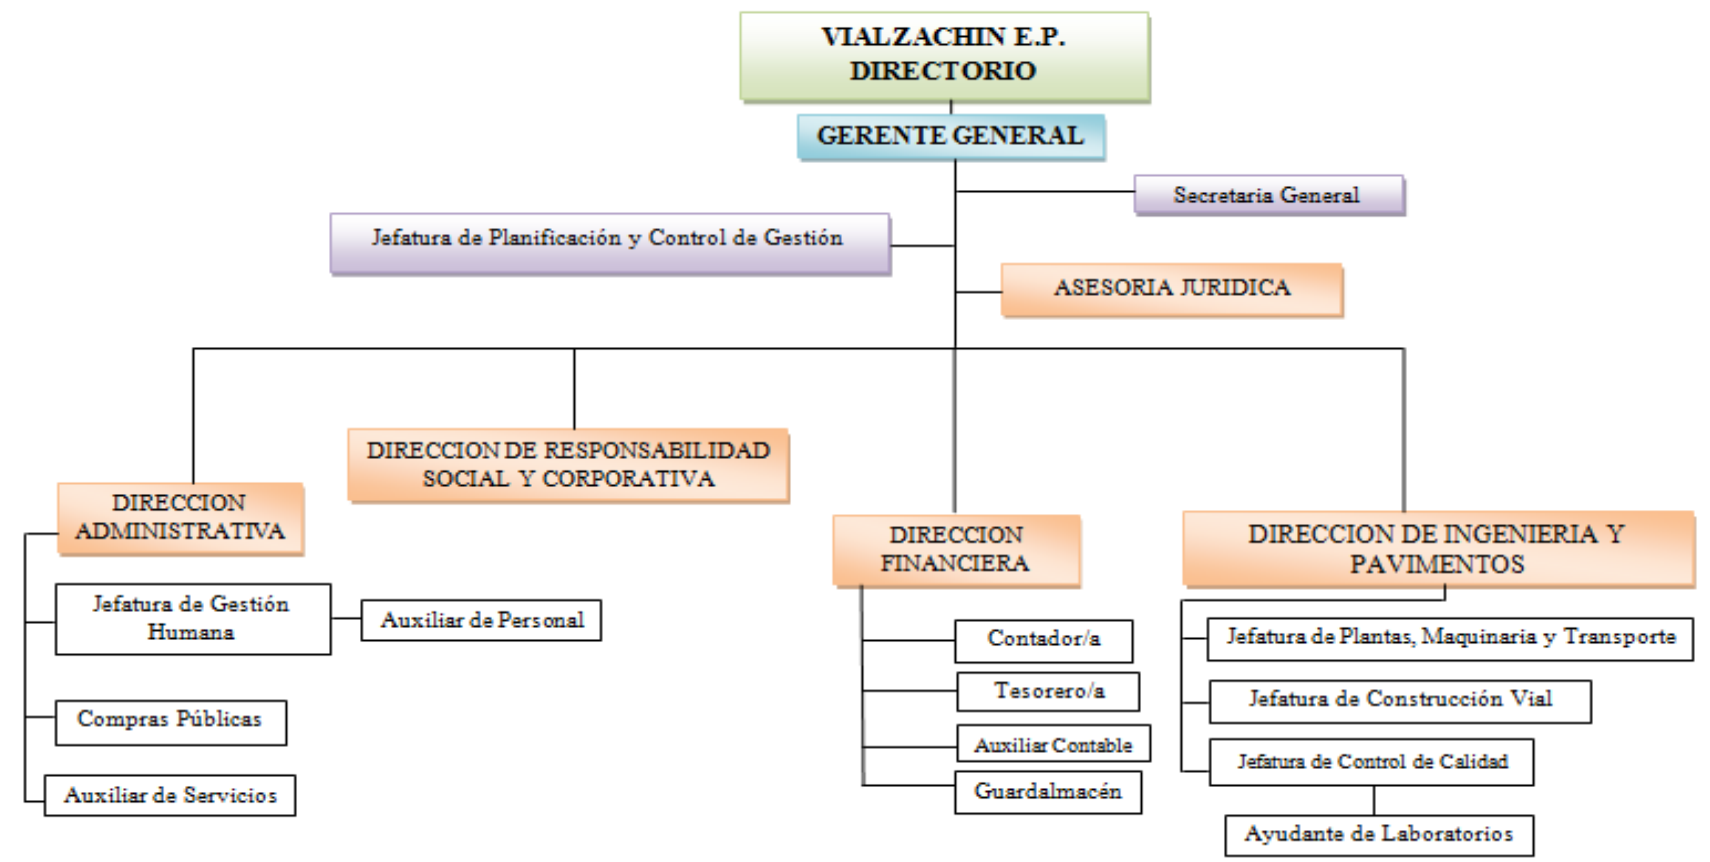 VIALZACHIN E.P.
DIRECTORIO
GERENTE GENERAL
Secretaria General
Jefatura de Planificación y Control de Gestión
ASESORIA JURIDICA
DIRECCION DE RESPONSABILIDAD
SOCIAL Y CORPORATIVA
DIRECCION
ADMINISTRATIVA
Jefatura de Gestión
Humana
Auxiliar de Personal
Compras Públicas
Auxiliar de Servicios
DIRECCION
FINANCIERA
Contador/a
Tesorero/a
Auxiliar Contable
Guardalmacén
DIRECCION DE INGENIERIA Y
PAVIMENTOS
Jefatura de Plantas, Maquinaria y Transporte
Jefatura de Construcción Vial
Jefatura de Control de Calidad
Ayudante de Laboratorios